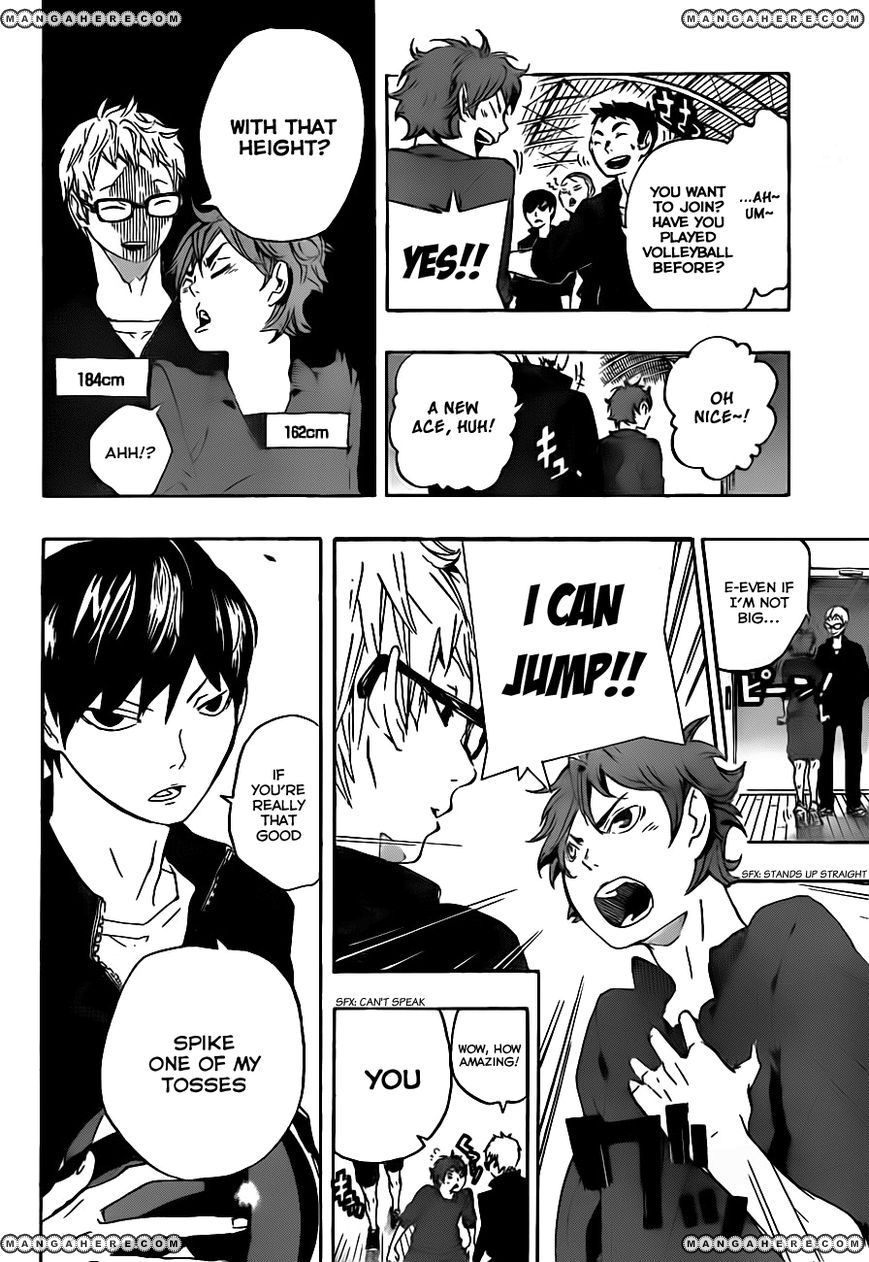 MANGAHERE.COM
MANGAHERE.COM
...AH~
UM~
YOU WANT
TO JOIN?
HAVE YOU
PLAYED
VOLLEYBALL
BEFORE?
YES!!
OH
NICE~!
A NEW
ACE, HUH!
WITH THAT
HEIGHT?
184cm
162cm
AHH!?
E-EVEN IF
I'M NOT
BIG...
ピーン!
SFX: STANDS UP STRAIGHT
I CAN
JUMP!!
WOW, HOW
AMAZING!
YOU
SFX: CAN'T SPEAK
IF
YOU'RE
REALLY
THAT
GOOD
SPIKE
ONE OF MY
TOSSES
MANGAHERE.COM
MANGAHERE.COM